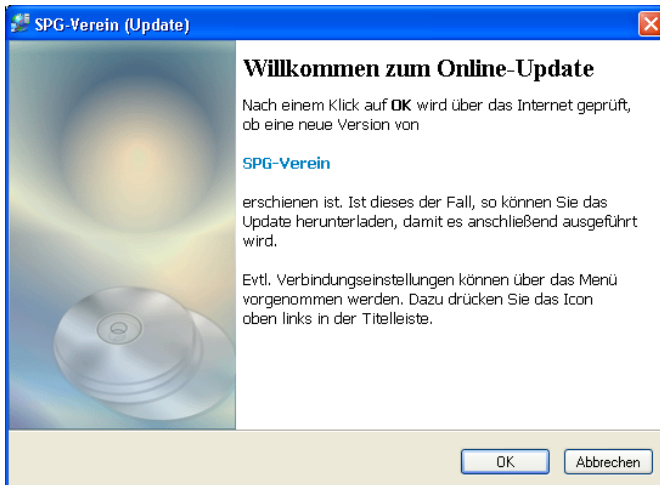 SPG-Verein (Update)
Willkommen zum Online-Update
Nach einem Klick auf OK wird über das Internet geprüft,
ob eine neue Version von
SPG-Verein
erschienen ist. Ist dieses der Fall, so können Sie das
Update herunterladen, damit es anschließend ausgeführt
wird.
Evtl. Verbindungseinstellungen können über das Menü
vorgenommen werden. Dazu drücken Sie das Icon
oben links in der Titelleiste.
OK
Abbrechen